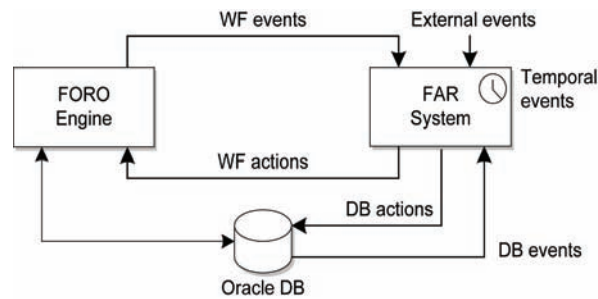 WF events
External events
FORO
Engine
FAR
System
Temporal
events
WF actions
DB actions
DB events
Oracle DB